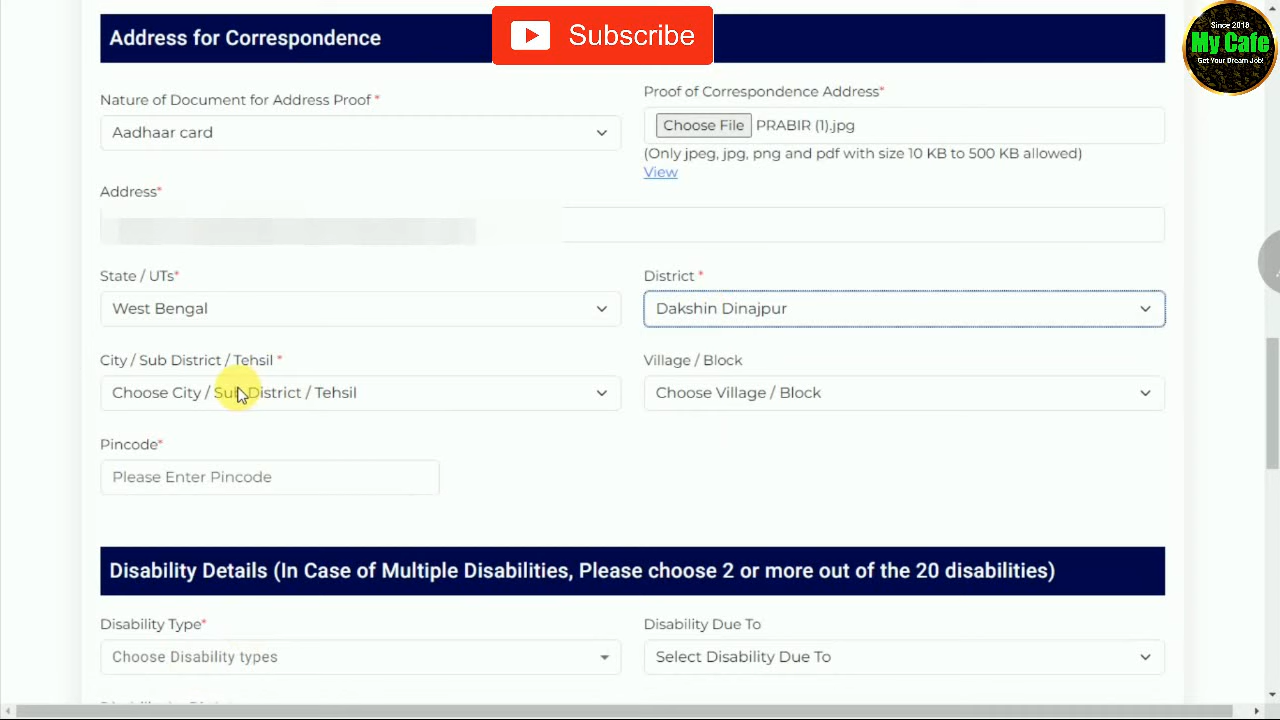 Subscribe
Since 2018
My Cafe
Get Your Dream Job!
Address for Correspondence
Nature of Document for Address Proof *
Aadhaar card
Proof of Correspondence Address*
Choose File PRABIR (1).jpg
(Only jpeg, jpg, png and pdf with size 10 KB to 500 KB allowed)
View
Address*
State / UTs*
West Bengal
District *
Dakshin Dinajpur
City / Sub District / Tehsil *
Choose City / Sub District / Tehsil
Village / Block
Choose Village / Block
Pincode*
Please Enter Pincode
Disability Details (In Case of Multiple Disabilities, Please choose 2 or more out of the 20 disabilities)
Disability Type*
Choose Disability types
Disability Due To
Select Disability Due To